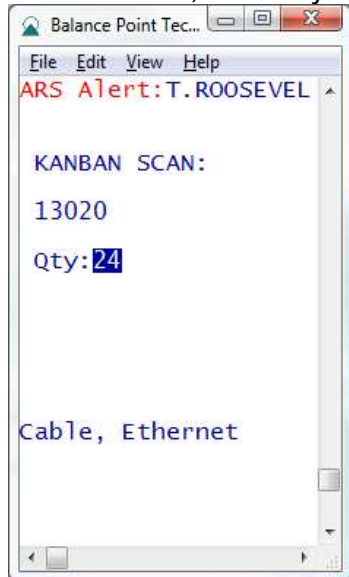 Balance Point Tec...
File Edit View Help
ARS Alert:T.ROOSEVEL
KANBAN SCAN:
13020
Qty:24
Cable, Ethernet